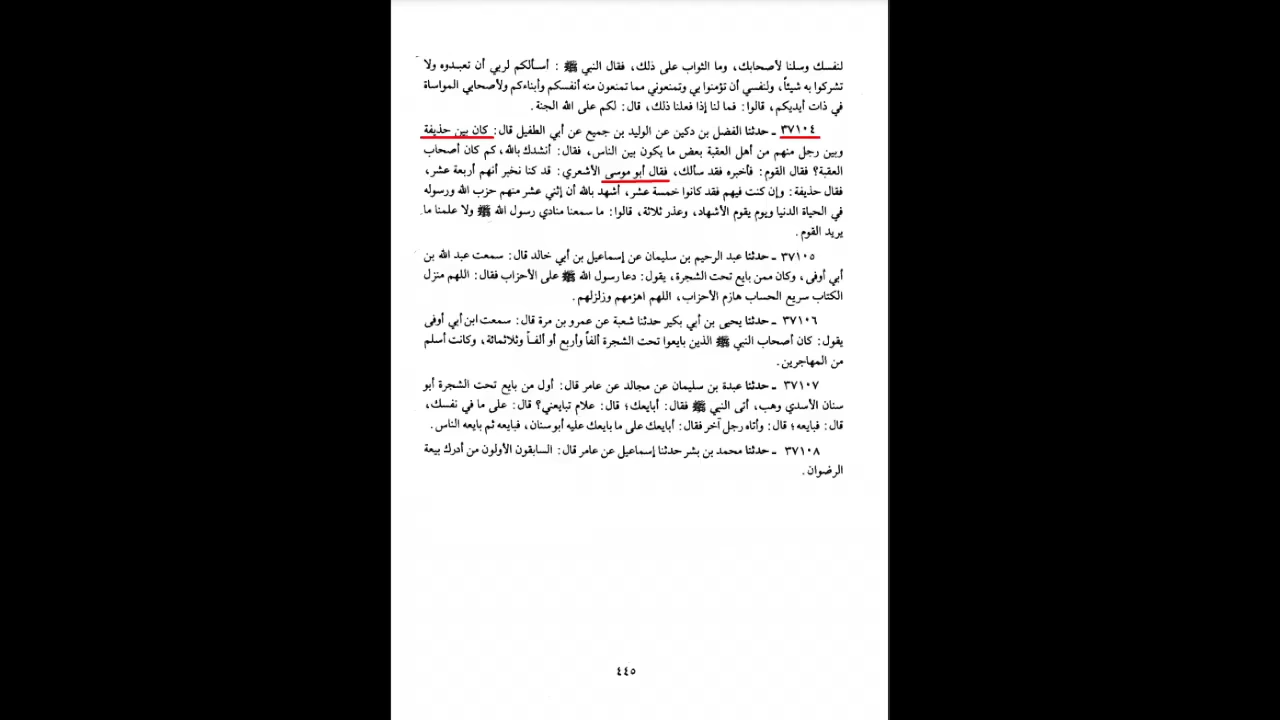 لنفسك وسلنا لأصحابك، وما الثواب على ذلك، فقال النبي ﷺ : أسألكم لربي أن تعبدوه ولا
تشركوا به شيئاً، ولنفسي أن تؤمنوا بي وتمنعوني مما تمنعون منه أنفسكم وأبناءكم ولأصحابي المواساة
في ذات أيديكم، قالوا: فما لنا إذا فعلنا ذلك، قال: لكم على الله الجنة.
٣٧١٠٤ ـ حدثنا الفضل بن دكين عن الوليد بن جميع عن أبي الطفيل قال: كان بين حذيفة
وبين رجل منهم من أهل العقبة بعض ما يكون بين الناس، فقال: أنشدك بالله، كم كان أصحاب
العقبة؟ فقال القوم: فأخبره فقد سألك، فقال أبو موسى الأشعري: قد كنا نخبر أنهم أربعة عشر،
فقال حذيفة: وإن كنت فيهم فقد كانوا خمسة عشر، أشهد بالله أن إثني عشر منهم حزب الله ورسوله
في الحياة الدنيا ويوم يقوم الأشهاد، وعذر ثلاثة، قالوا: ما سمعنا منادي رسول الله ﷺ ولا علمنا ما
يريد القوم.
٣٧١٠٥ ـ حدثنا عبد الرحيم بن سليمان عن إسماعيل بن أبي خالد قال: سمعت عبد الله بن
أبي أوفى، وكان ممن بايع تحت الشجرة، يقول: دعا رسول الله ﷺ على الأحزاب فقال: اللهم منزل
الكتاب سريع الحساب هازم الأحزاب، اللهم اهزمهم وزلزلهم.
٣٧١٠٦ ـ حدثنا يحيى بن أبي بكير حدثنا شعبة عن عمرو بن مرة قال: سمعت ابن أبي أوفى
يقول: كان أصحاب النبي ﷺ الذين بايعوا تحت الشجرة ألفاً وأربع أو ألفاً وثلاثمائة، وكانت أسلم
من المهاجرين.
٣٧١٠٧ ـ حدثنا عبدة بن سليمان عن مجالد عن عامر قال: أول من بايع تحت الشجرة أبو
سنان الأسدي وهب، أتى النبي ﷺ فقال: أبايعك؛ قال: علام تبايعني؟ قال: على ما في نفسك،
قال: فبايعه؛ قال: وأتاه رجل آخر فقال: أبايعك على ما بايعك عليه أبو سنان، فبايعه ثم بايعه الناس.
٣٧١٠٨ ـ حدثنا محمد بن بشر حدثنا إسماعيل عن عامر قال: السابقون الأولون من أدرك بيعة
الرضوان.
٤٤٥